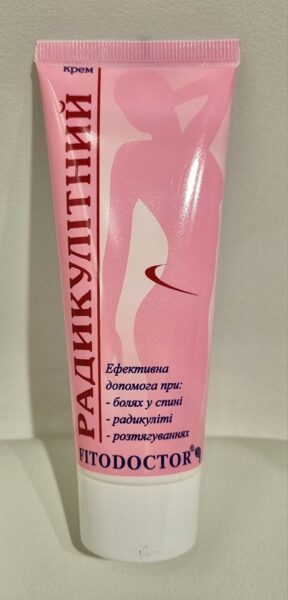 крем
РАДИКУЛІТНИЙ
Ефективна
допомога при:
- болях у спині
- радикуліті
- розтягуваннях
FITODOCTOR®